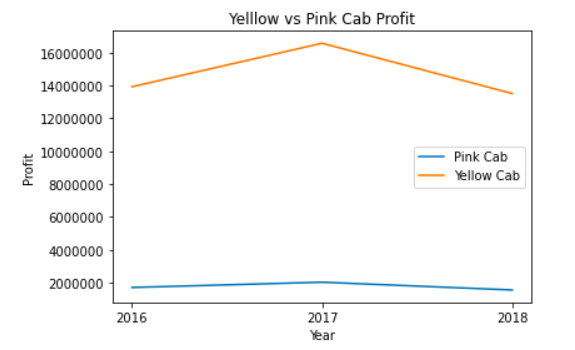 Yelllow vs Pink Cab Profit
16000000
14000000
12000000
10000000
8000000
6000000
4000000
2000000
Profit
Pink Cab
Yellow Cab
2016
2017
2018
Year